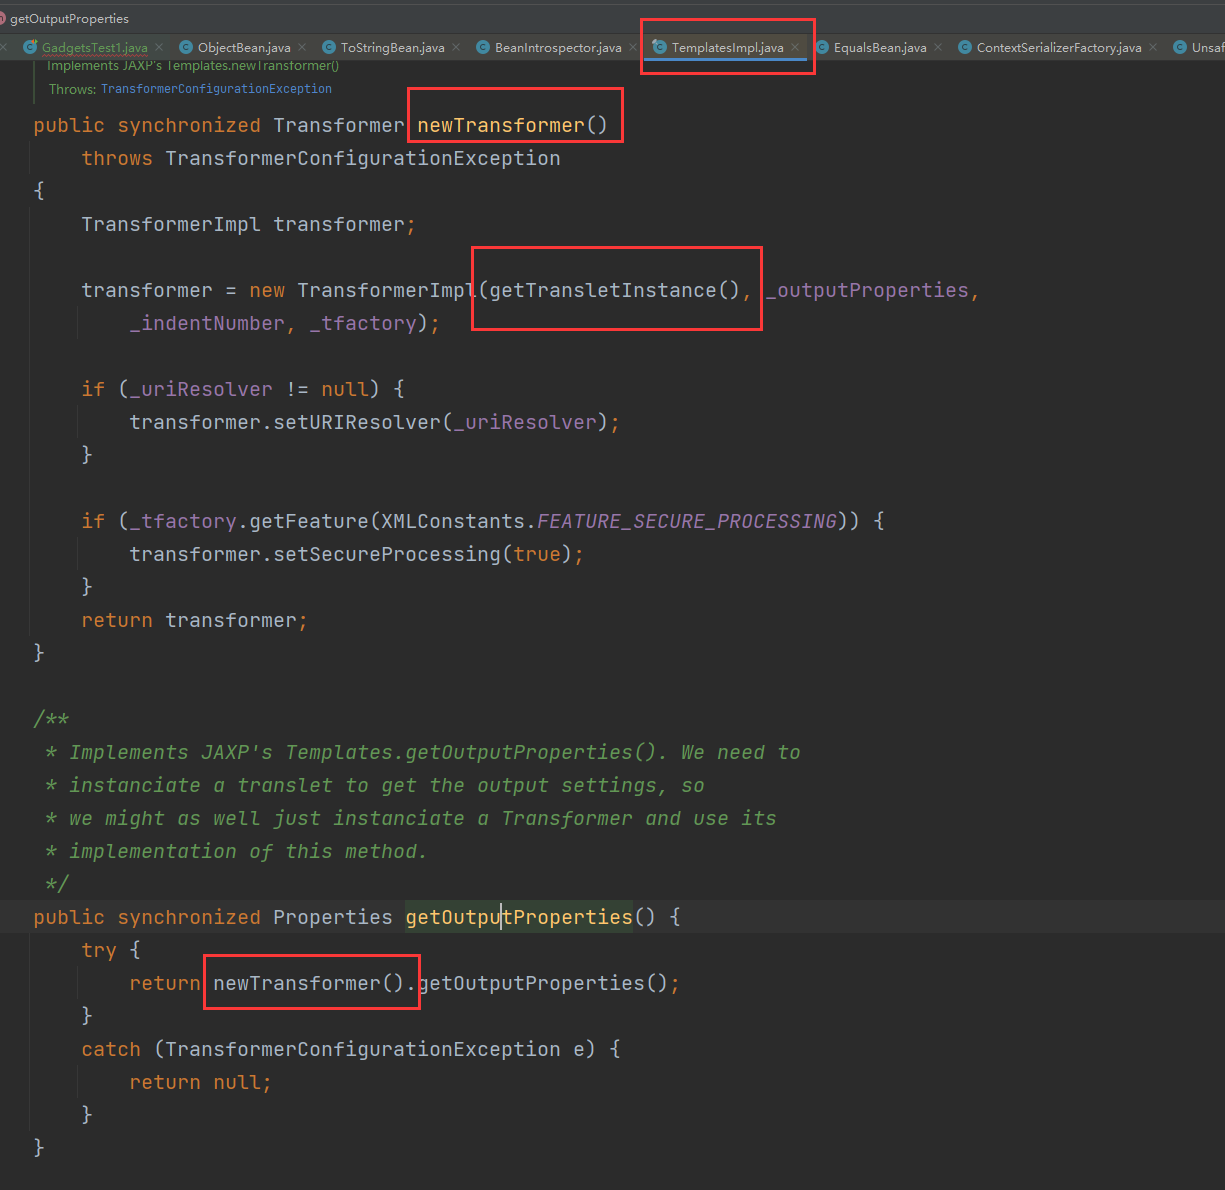 getOutputProperties
GadgetsTest1.java ObjectBean.java ToStringBean.java BeanIntrospector.java TemplatesImpl.java EqualsBean.java ContextSerializerFactory.java Unsaf
Implements JAXP's Templates.newTransformer()
Throws: TransformerConfigurationException
public synchronized Transformer newTransformer()
throws TransformerConfigurationException
{
TransformerImpl transformer;
transformer = new TransformerImpl(getTransletInstance(), _outputProperties,
_indentNumber, _tfactory);
if (_uriResolver != null) {
transformer.setURIResolver(_uriResolver);
}
if (_tfactory.getFeature(XMLConstants.FEATURE_SECURE_PROCESSING)) {
transformer.setSecureProcessing(true);
}
return transformer;
}
/**
* Implements JAXP's Templates.getOutputProperties(). We need to
* instanciate a translet to get the output settings, so
* we might as well just instanciate a Transformer and use its
* implementation of this method.
*/
public synchronized Properties getOutputProperties() {
try {
return newTransformer().getOutputProperties();
}
catch (TransformerConfigurationException e) {
return null;
}
}